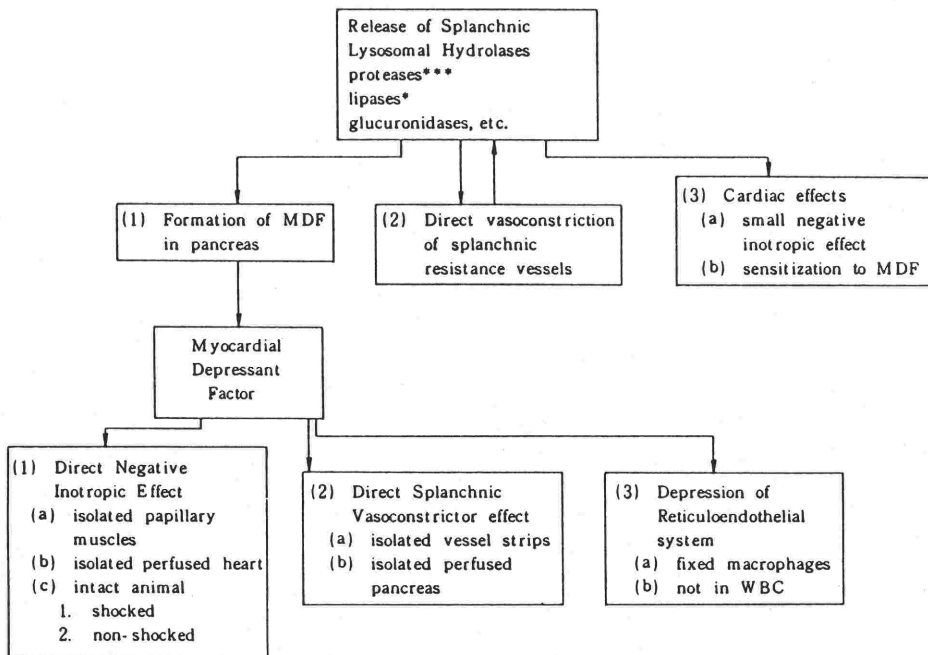 Release of Splanchnic
Lysosomal Hydrolases
proteases***
lipases*
glucuronidases, etc.
(1) Formation of MDF
in pancreas
(2) Direct vasoconstriction
of splanchnic
resistance vessels
(3) Cardiac effects
(a) small negative
inotropic effect
(b) sensitization to MDF
Myocardial
Depressant
Factor
(1) Direct Negative
Inotropic Effect
(a) isolated papillary
muscles
(b) isolated perfused heart
(c) intact animal
1. shocked
2. non-shocked
(2) Direct Splanchnic
Vasoconstrictor effect
(a) isolated vessel strips
(b) isolated perfused
pancreas
(3) Depression of
Reticuloendothelial
system
(a) fixed macrophages
(b) not in WBC